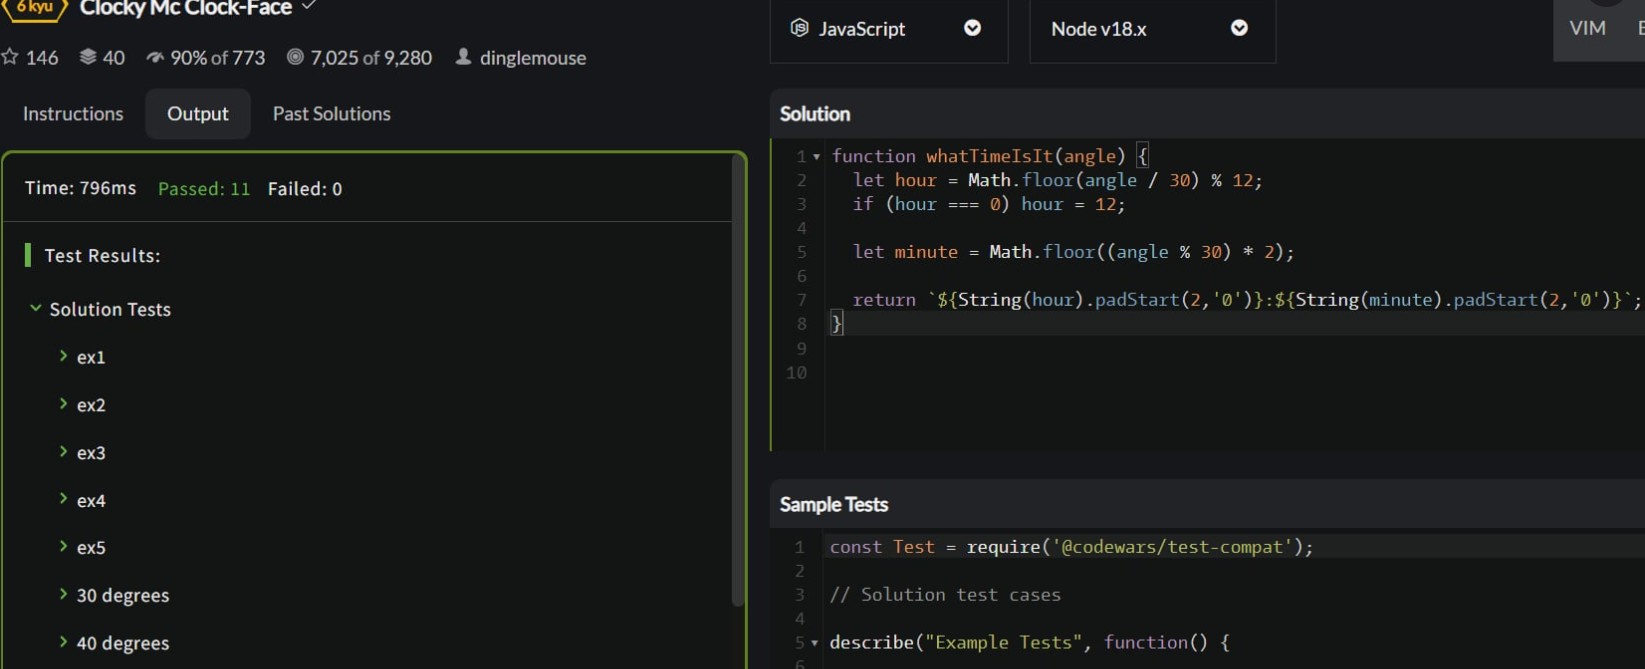 6 kyu Clocky Mc Clock-Face
146 40 90% of 773 7,025 of 9,280 dinglemouse
Instructions Output Past Solutions
Time: 796ms Passed: 11 Failed: 0
Test Results:
Solution Tests
ex1
ex2
ex3
ex4
ex5
30 degrees
40 degrees
JavaScript Node v18.x VIM
Solution
1 function whatTimeIsIt(angle) {
2 let hour = Math.floor(angle / 30) % 12;
3 if (hour === 0) hour = 12;
4
5 let minute = Math.floor((angle % 30) * 2);
6
7 return `${String(hour).padStart(2,'0')}:${String(minute).padStart(2,'0')}`;
8 }
9
10
Sample Tests
1 const Test = require('@codewars/test-compat');
2
3 // Solution test cases
4
5 describe("Example Tests", function() {
6